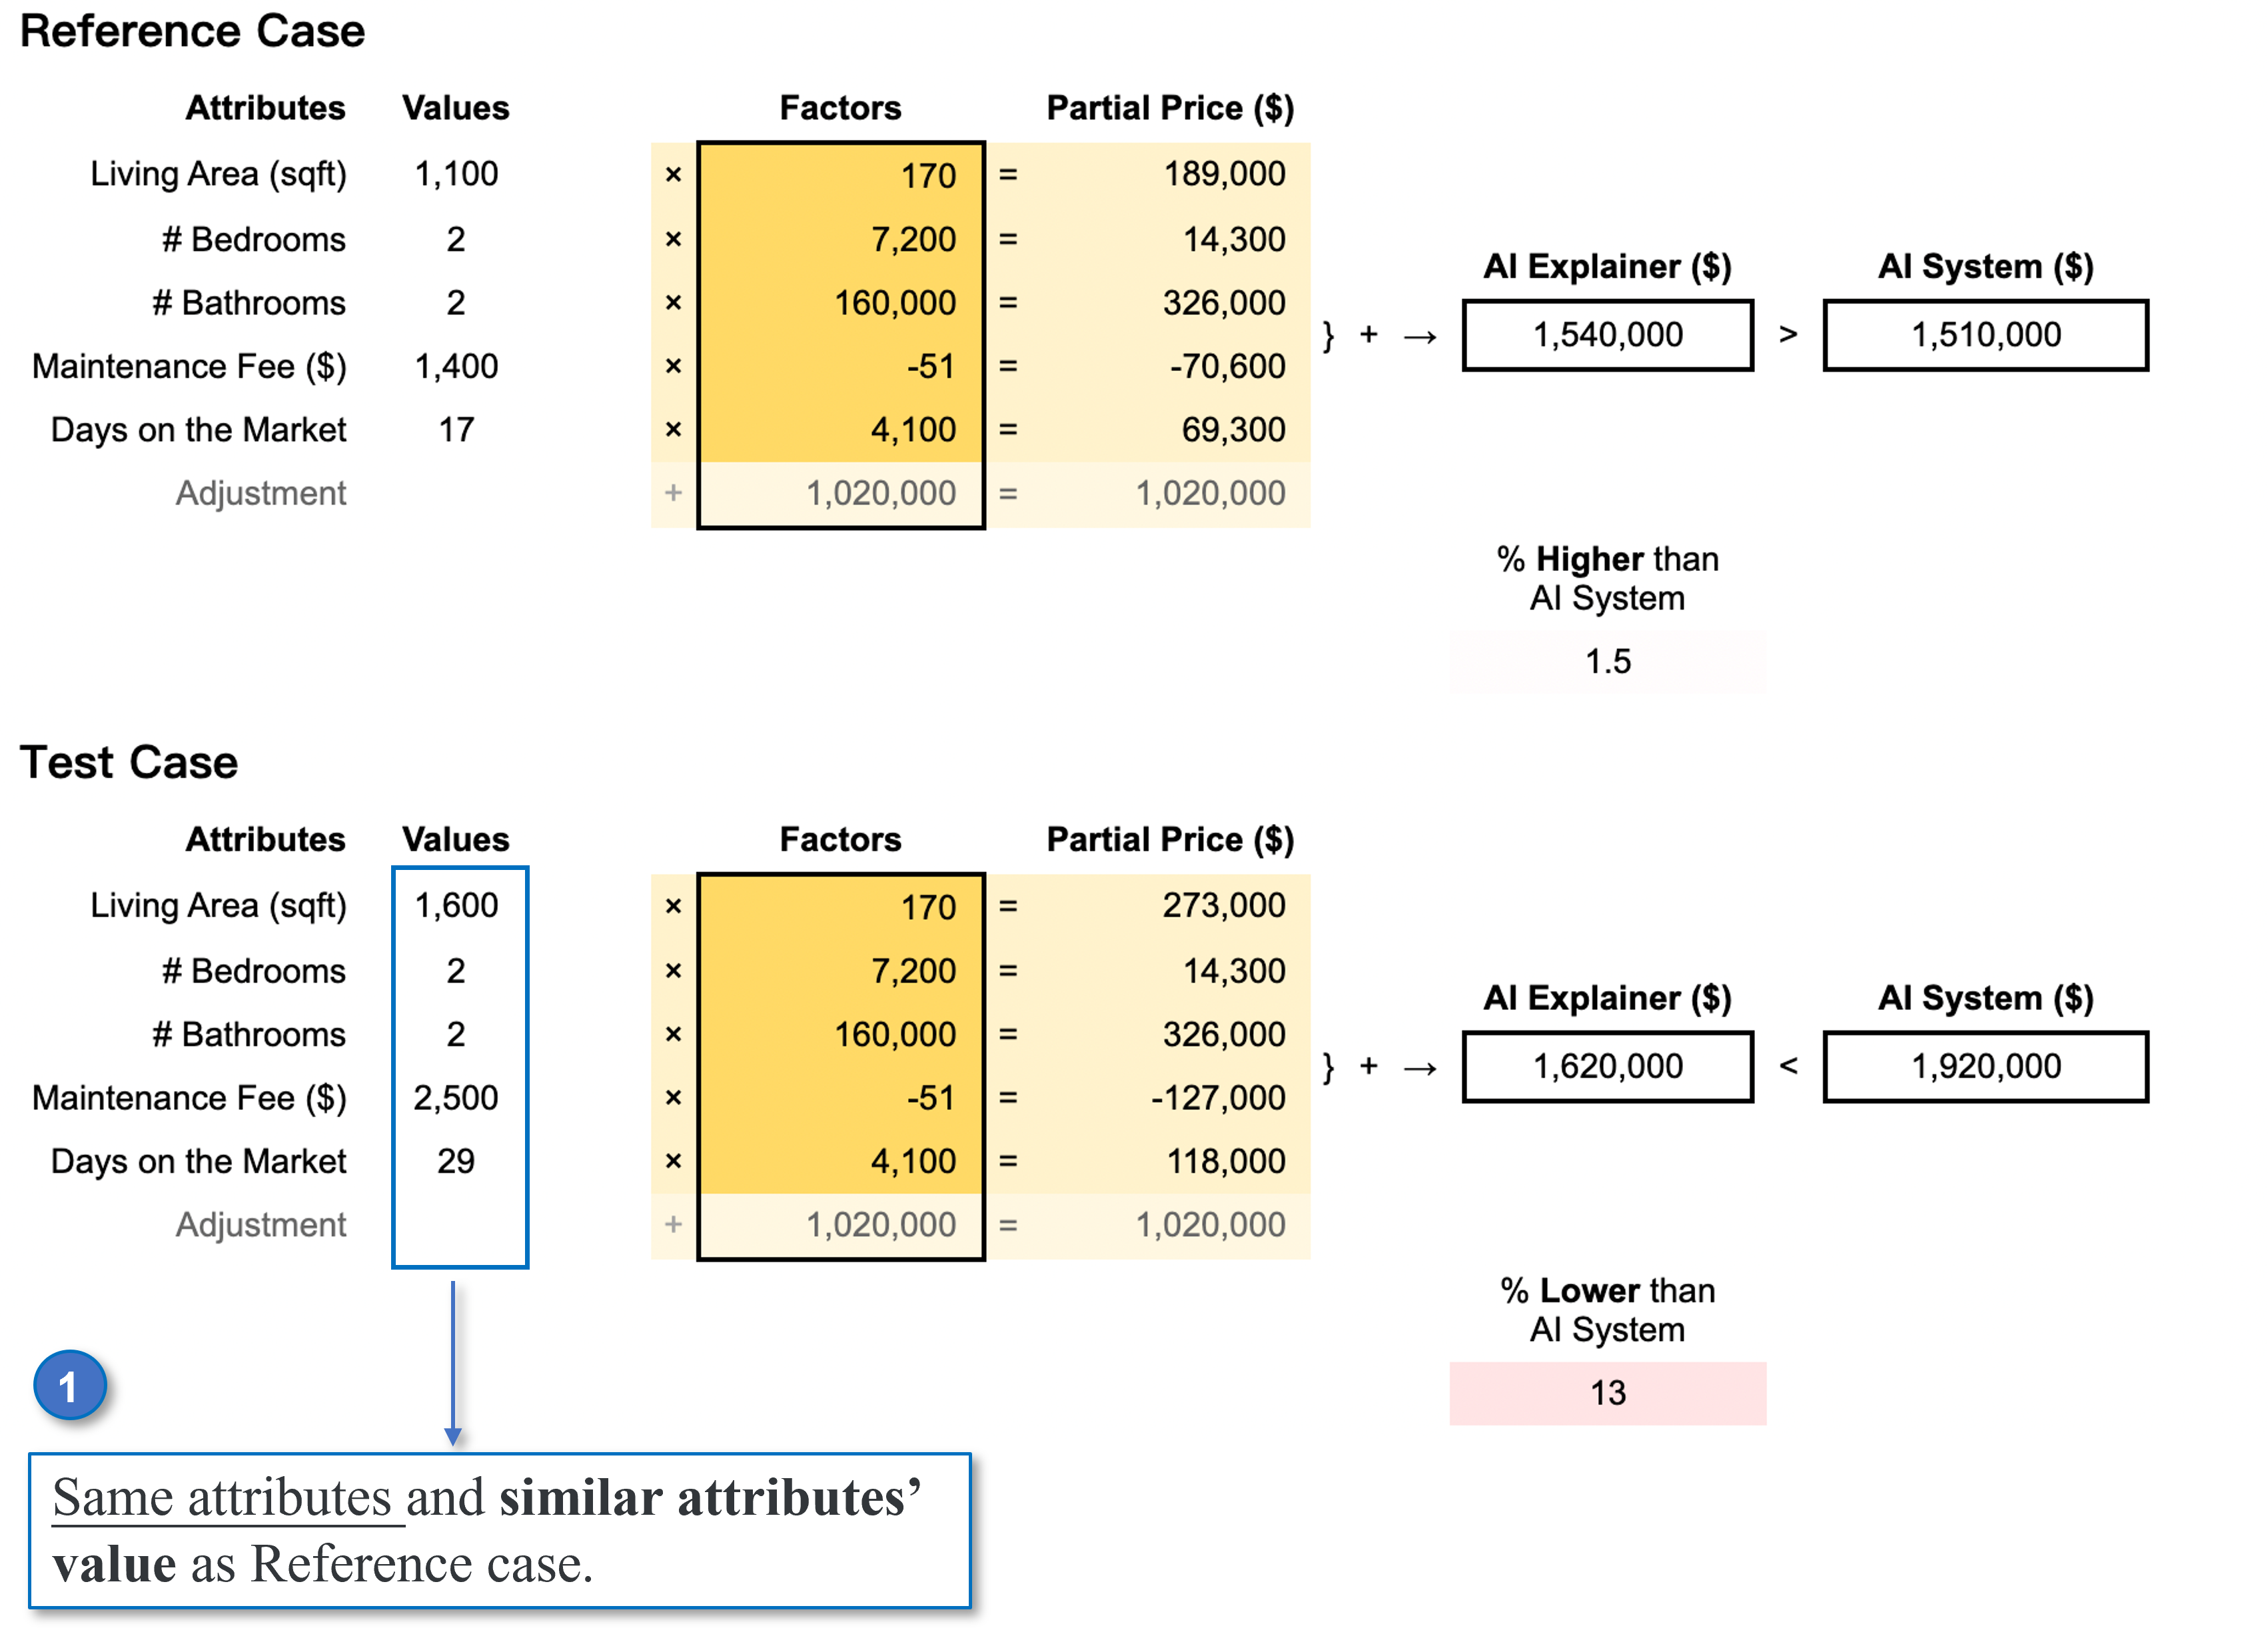 Reference Case
Attributes Values Factors Partial Price ($)
Living Area (sqft) 1,100 × 170 = 189,000
# Bedrooms 2 × 7,200 = 14,300
# Bathrooms 2 × 160,000 = 326,000
Maintenance Fee ($) 1,400 × -51 = -70,600
Days on the Market 17 × 4,100 = 69,300
Adjustment + 1,020,000 = 1,020,000
AI Explainer ($) AI System ($)
} + → 1,540,000 > 1,510,000
% Higher than
AI System
1.5
Test Case
Attributes Values Factors Partial Price ($)
Living Area (sqft) 1,600 × 170 = 273,000
# Bedrooms 2 × 7,200 = 14,300
# Bathrooms 2 × 160,000 = 326,000
Maintenance Fee ($) 2,500 × -51 = -127,000
Days on the Market 29 × 4,100 = 118,000
Adjustment + 1,020,000 = 1,020,000
AI Explainer ($) AI System ($)
} + → 1,620,000 < 1,920,000
% Lower than
AI System
13
1
Same attributes and similar attributes’
value as Reference case.